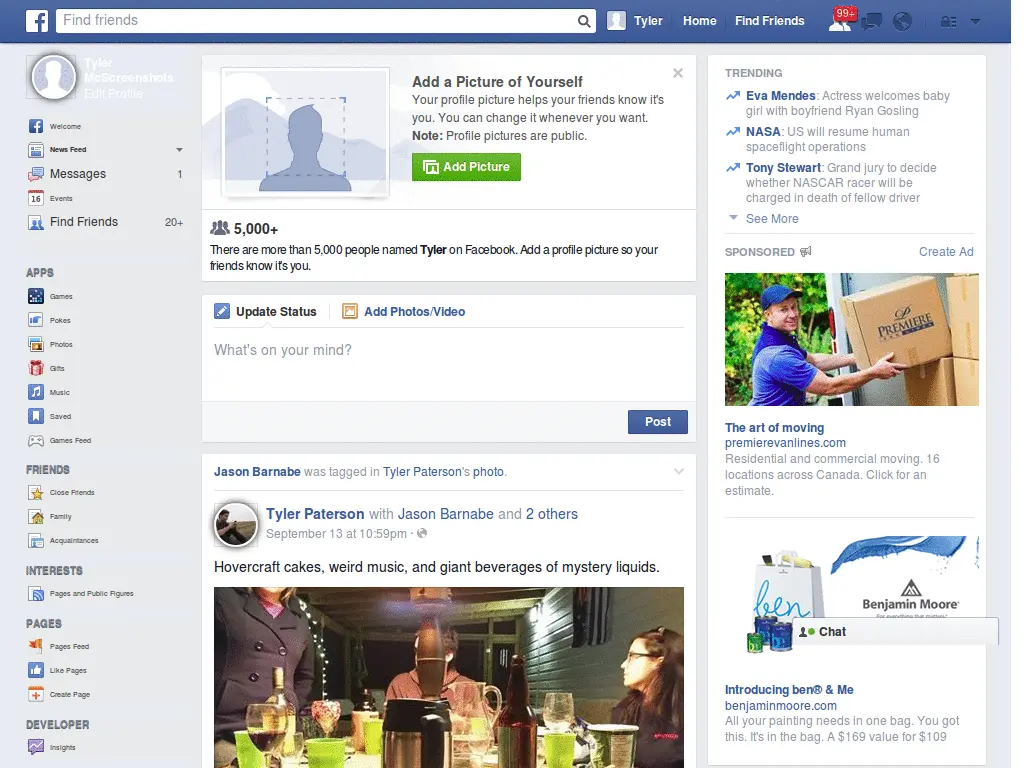 Find friends
Tyler
Home
Find Friends
99+
Tyler
McScreenshots
Edit Profile
Welcome
News Feed
Messages 1
16 Events
Find Friends 20+
APPS
Games
Pokes
Photos
Gifts
Music
Saved
Games Feed
FRIENDS
Close Friends
Family
Acquaintances
INTERESTS
Pages and Public Figures
PAGES
Pages Feed
Like Pages
Create Page
DEVELOPER
Insights
Add a Picture of Yourself
Your profile picture helps your friends know it's
you. You can change it whenever you want.
Note: Profile pictures are public.
Add Picture
5,000+
There are more than 5,000 people named Tyler on Facebook. Add a profile picture so your
friends know it's you.
Update Status
Add Photos/Video
What's on your mind?
Post
Jason Barnabe was tagged in Tyler Paterson's photo.
Tyler Paterson with Jason Barnabe and 2 others
September 13 at 10:59pm ·
Hovercraft cakes, weird music, and giant beverages of mystery liquids.
TRENDING
Eva Mendes: Actress welcomes baby
girl with boyfriend Ryan Gosling
NASA: US will resume human
spaceflight operations
Tony Stewart: Grand jury to decide
whether NASCAR racer will be
charged in death of fellow driver
See More
SPONSORED
Create Ad
PREMIERE
VAN LINES
The art of moving
premierevanlines.com
Residential and commercial moving. 16
locations across Canada. Click for an
estimate.
ben
Benjamin Moore
For everything that matters
Chat
Introducing ben® & Me
benjaminmoore.com
All your painting needs in one bag. You got
this. It's in the bag. A $169 value for $109